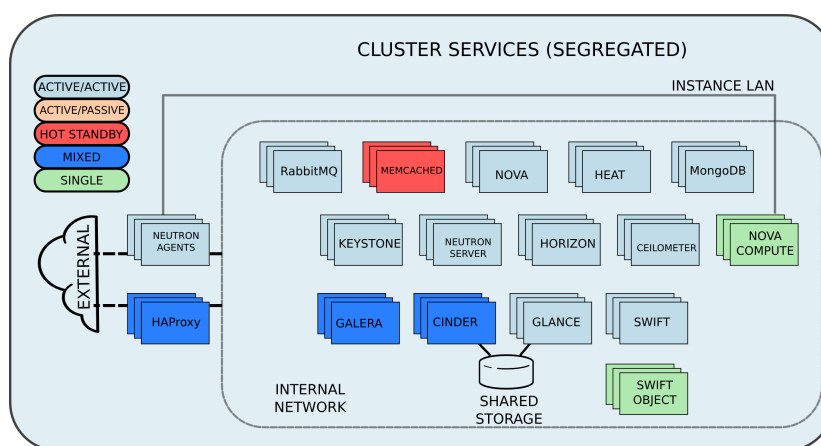 CLUSTER SERVICES (SEGREGATED)
ACTIVE/ACTIVE
ACTIVE/PASSIVE
HOT STANDBY
MIXED
SINGLE
INSTANCE LAN
RabbitMQ
MEMCACHED
NOVA
HEAT
MongoDB
EXTERNAL
NEUTRON
AGENTS
KEYSTONE
NEUTRON
SERVER
HORIZON
CEILOMETER
NOVA
COMPUTE
HAProxy
GALERA
CINDER
GLANCE
SWIFT
INTERNAL
NETWORK
SHARED
STORAGE
SWIFT
OBJECT